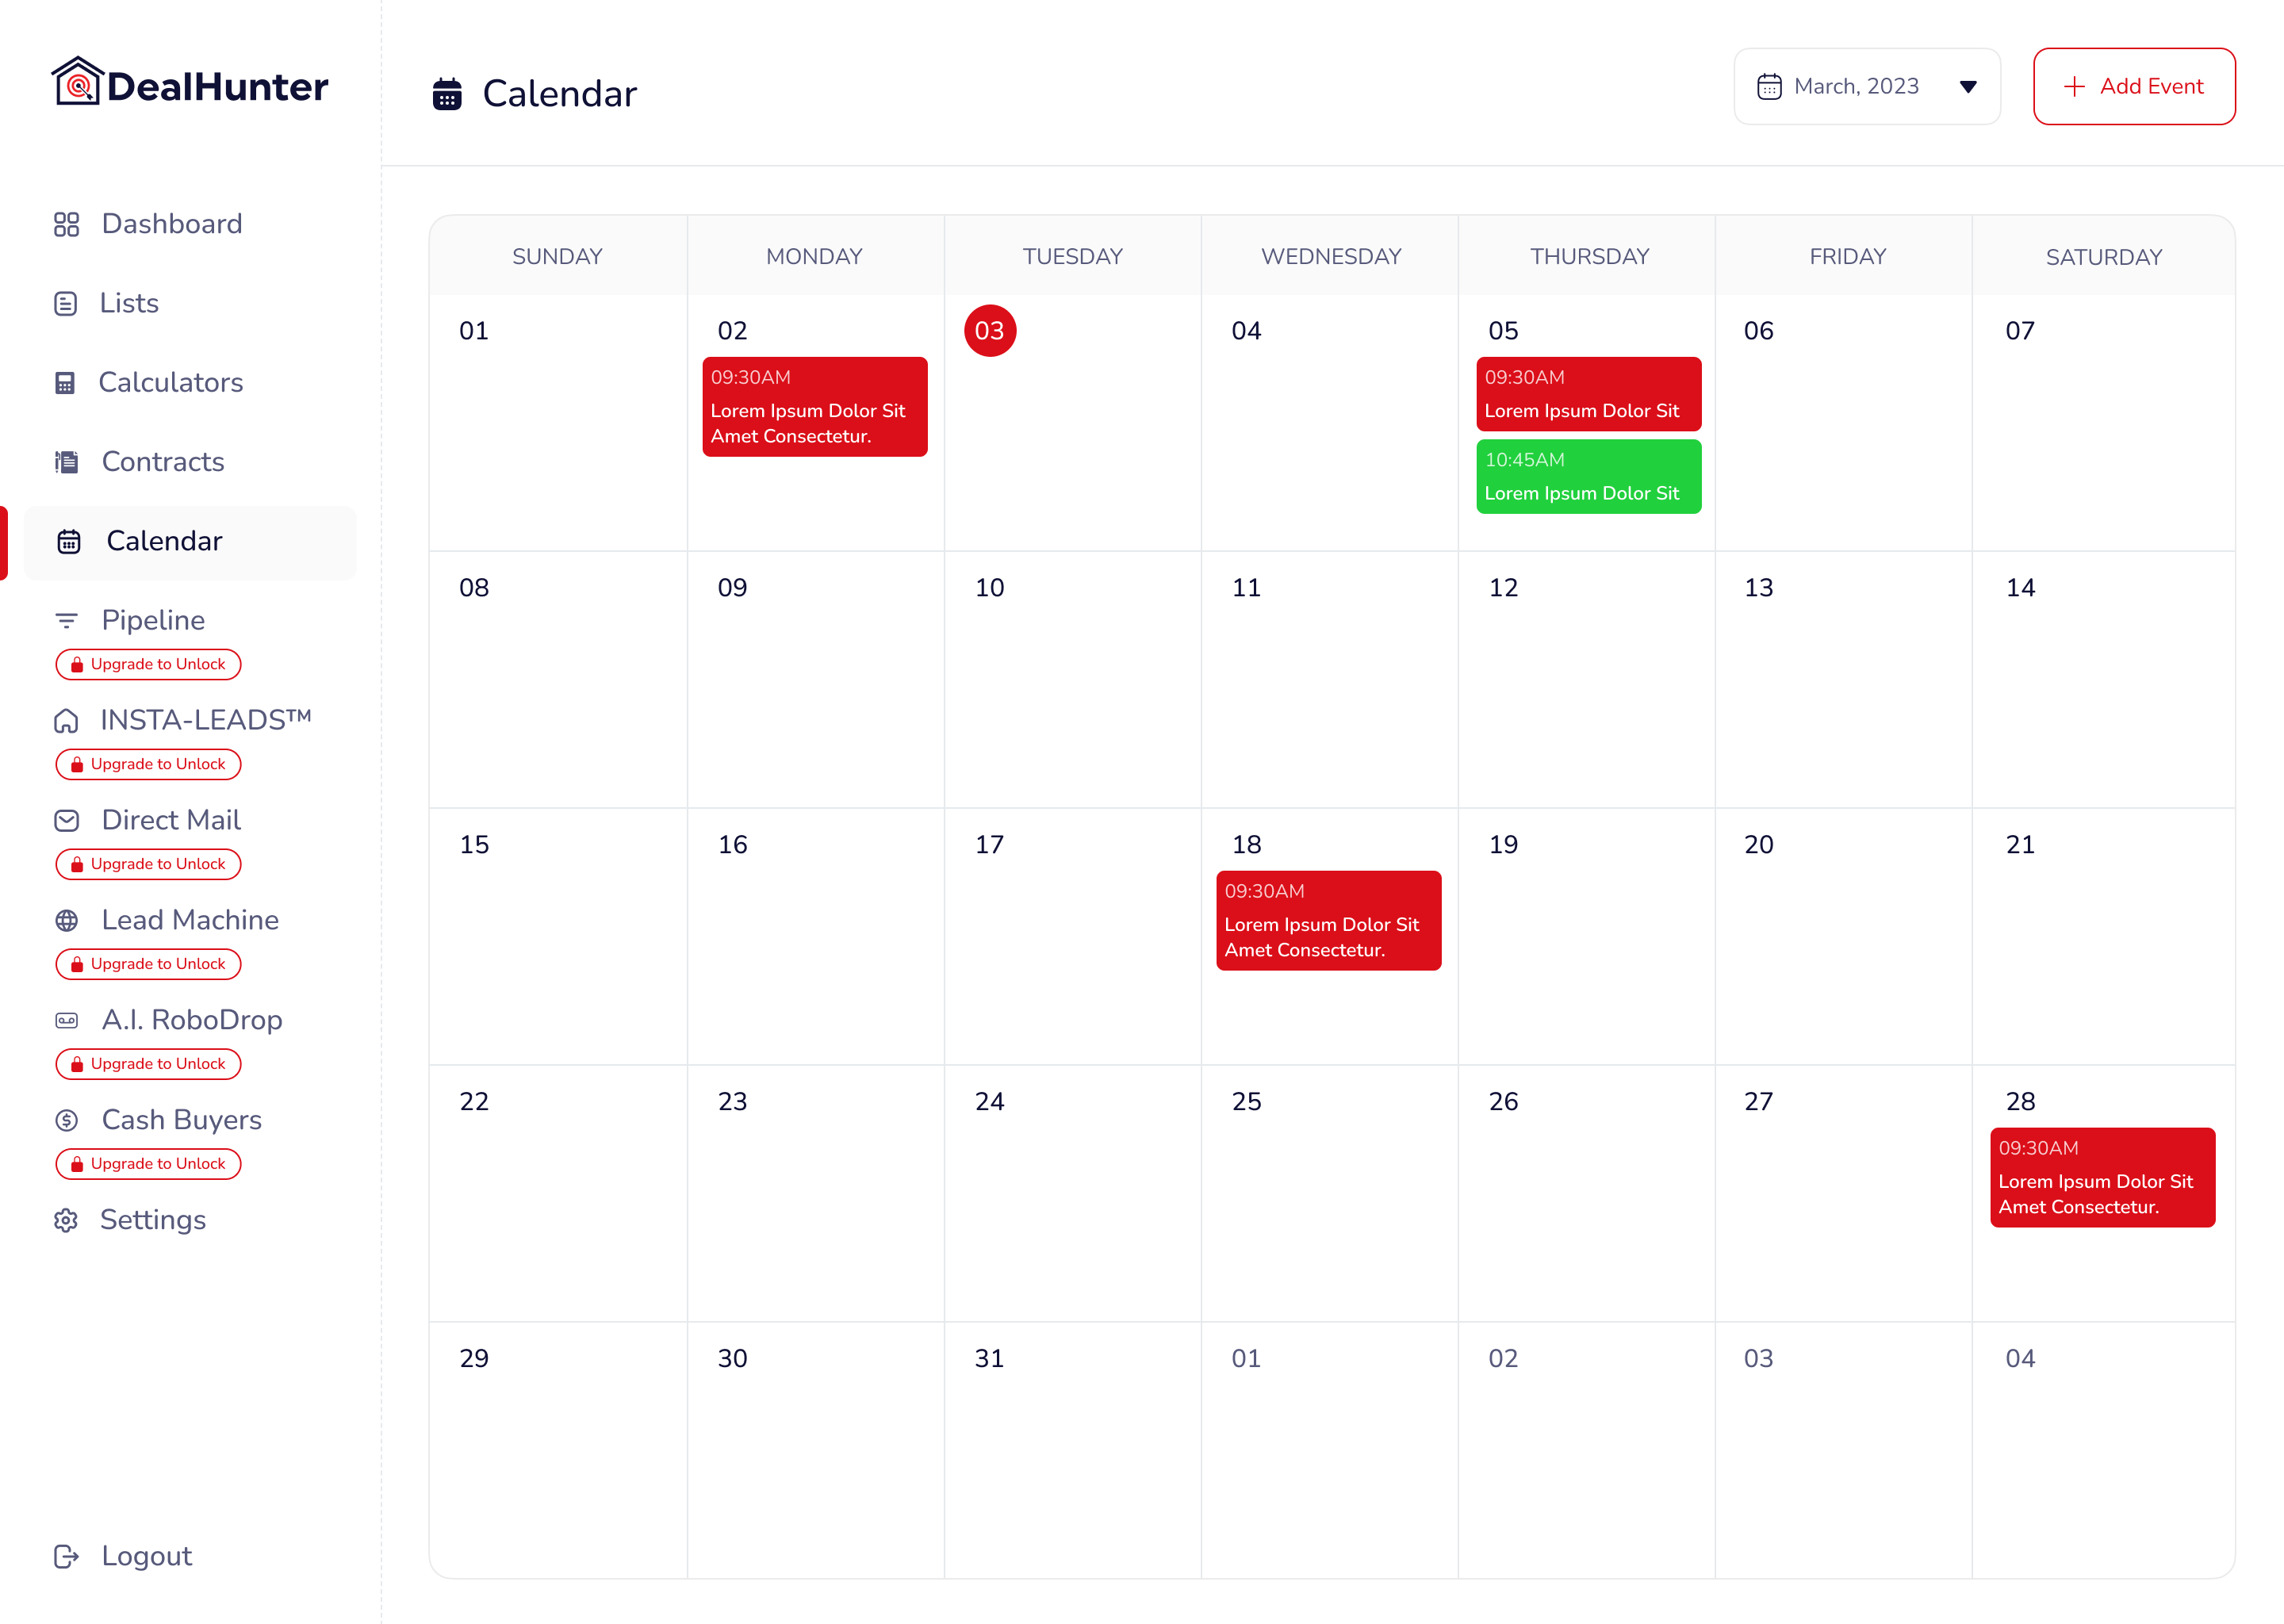 DealHunter
Dashboard
Lists
Calculators
Contracts
Calendar
Pipeline
Upgrade to Unlock
INSTA-LEADS™
Upgrade to Unlock
Direct Mail
Upgrade to Unlock
Lead Machine
Upgrade to Unlock
A.I. RoboDrop
Upgrade to Unlock
Cash Buyers
Upgrade to Unlock
Settings
Logout
Calendar
March, 2023
Add Event
SUNDAY MONDAY TUESDAY WEDNESDAY THURSDAY FRIDAY SATURDAY
01 02 03 04 05 06 07
09:30AM
Lorem Ipsum Dolor Sit
Amet Consectetur.
09:30AM
Lorem Ipsum Dolor Sit
10:45AM
Lorem Ipsum Dolor Sit
08 09 10 11 12 13 14
15 16 17 18 19 20 21
09:30AM
Lorem Ipsum Dolor Sit
Amet Consectetur.
22 23 24 25 26 27 28
09:30AM
Lorem Ipsum Dolor Sit
Amet Consectetur.
29 30 31 01 02 03 04